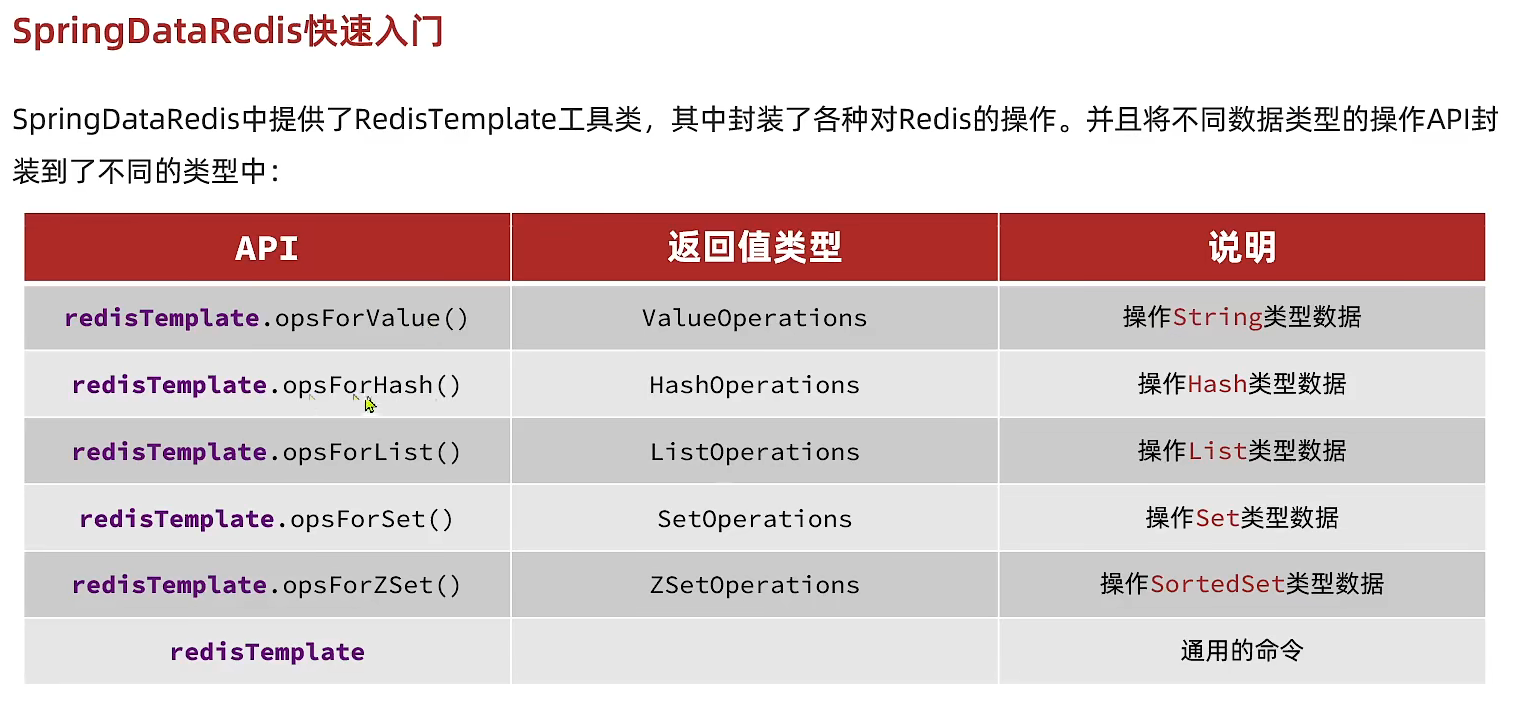 SpringDataRedis快速入门
SpringDataRedis中提供了RedisTemplate工具类，其中封装了各种对Redis的操作。并且将不同数据类型的操作API封
装到了不同的类型中：
API 返回值类型 说明
redisTemplate.opsForValue() ValueOperations 操作String类型数据
redisTemplate.opsForHash() HashOperations 操作Hash类型数据
redisTemplate.opsForList() ListOperations 操作List类型数据
redisTemplate.opsForSet() SetOperations 操作Set类型数据
redisTemplate.opsForZSet() ZSetOperations 操作SortedSet类型数据
redisTemplate 通用的命令